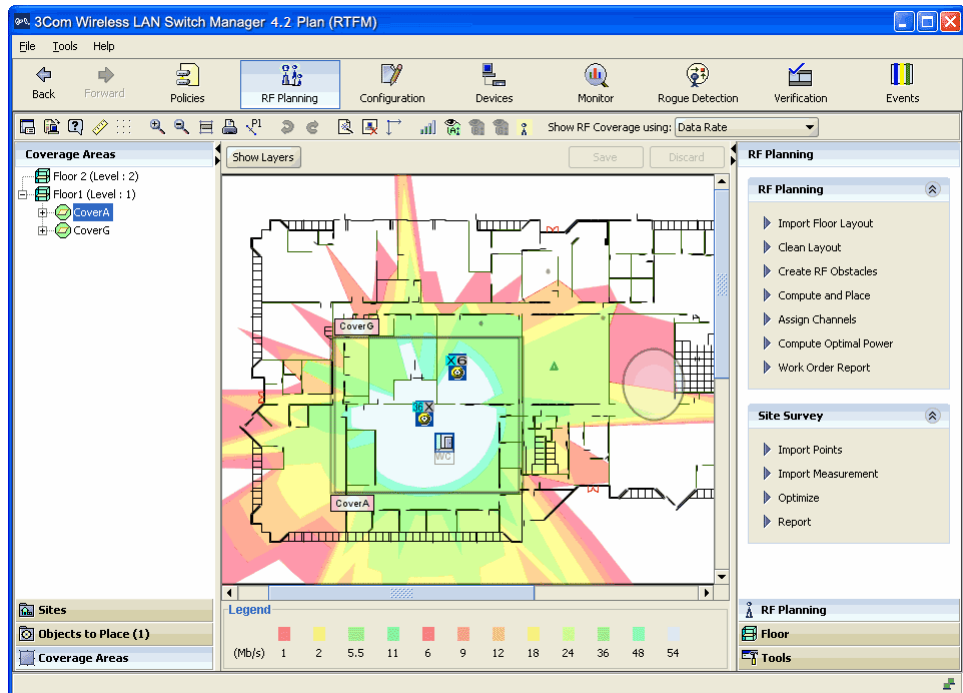 3Com Wireless LAN Switch Manager 4.2 Plan (RTFM)
File Tools Help
Back Forward Policies RF Planning Configuration Devices Monitor Rogue Detection Verification Events
P1 Show RF Coverage using: Data Rate
Coverage Areas
Floor 2 (Level : 2)
Floor1 (Level : 1)
CoverA
CoverG
Sites
Objects to Place (1)
Coverage Areas
Show Layers Save Discard
CoverG
X6
X
WC
CoverA
Legend
(Mb/s) 1 2 5.5 11 6 9 12 18 24 36 48 54
RF Planning
RF Planning
Import Floor Layout
Clean Layout
Create RF Obstacles
Compute and Place
Assign Channels
Compute Optimal Power
Work Order Report
Site Survey
Import Points
Import Measurement
Optimize
Report
RF Planning
Floor
Tools